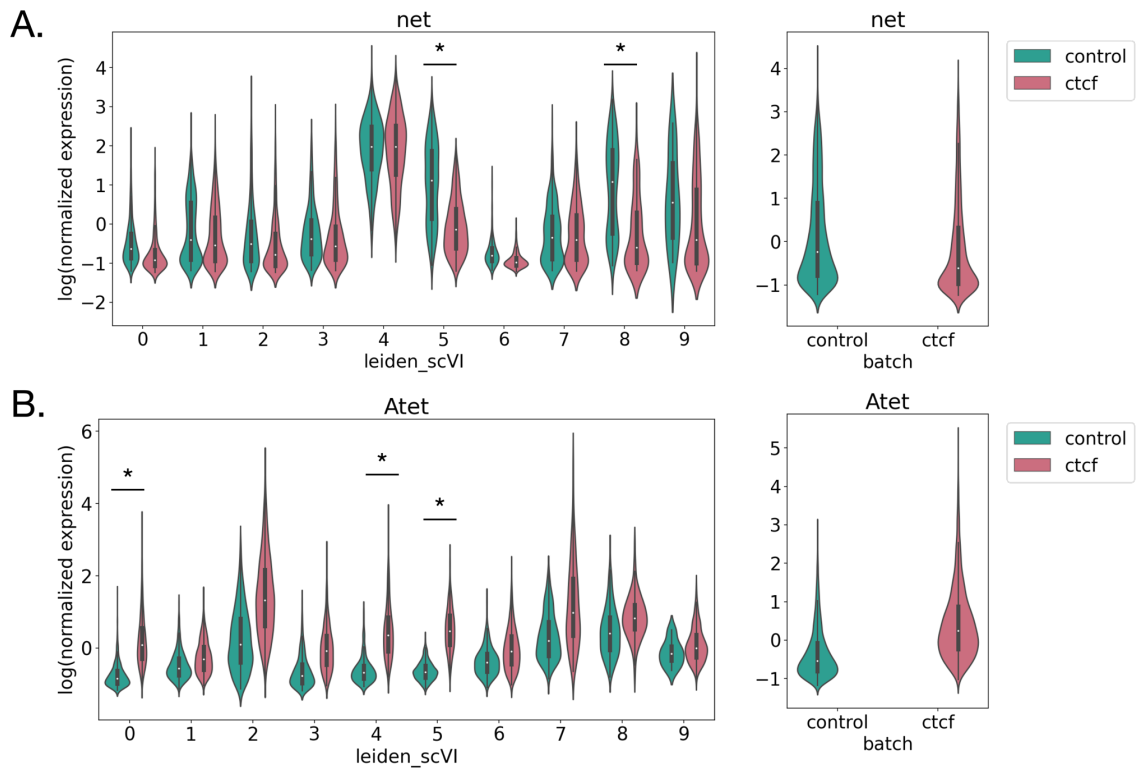 A.
net
net
log(normalized expression)
4
3
2
1
0
−1
−2
*
*
0 1 2 3 4 5 6 7 8 9
leiden_scVI
4
3
2
1
0
−1
control ctcf
batch
control
ctcf
B.
Atet
Atet
log(normalized expression)
6
4
2
0
*
*
*
0 1 2 3 4 5 6 7 8 9
leiden_scVI
5
4
3
2
1
0
−1
control ctcf
batch
control
ctcf